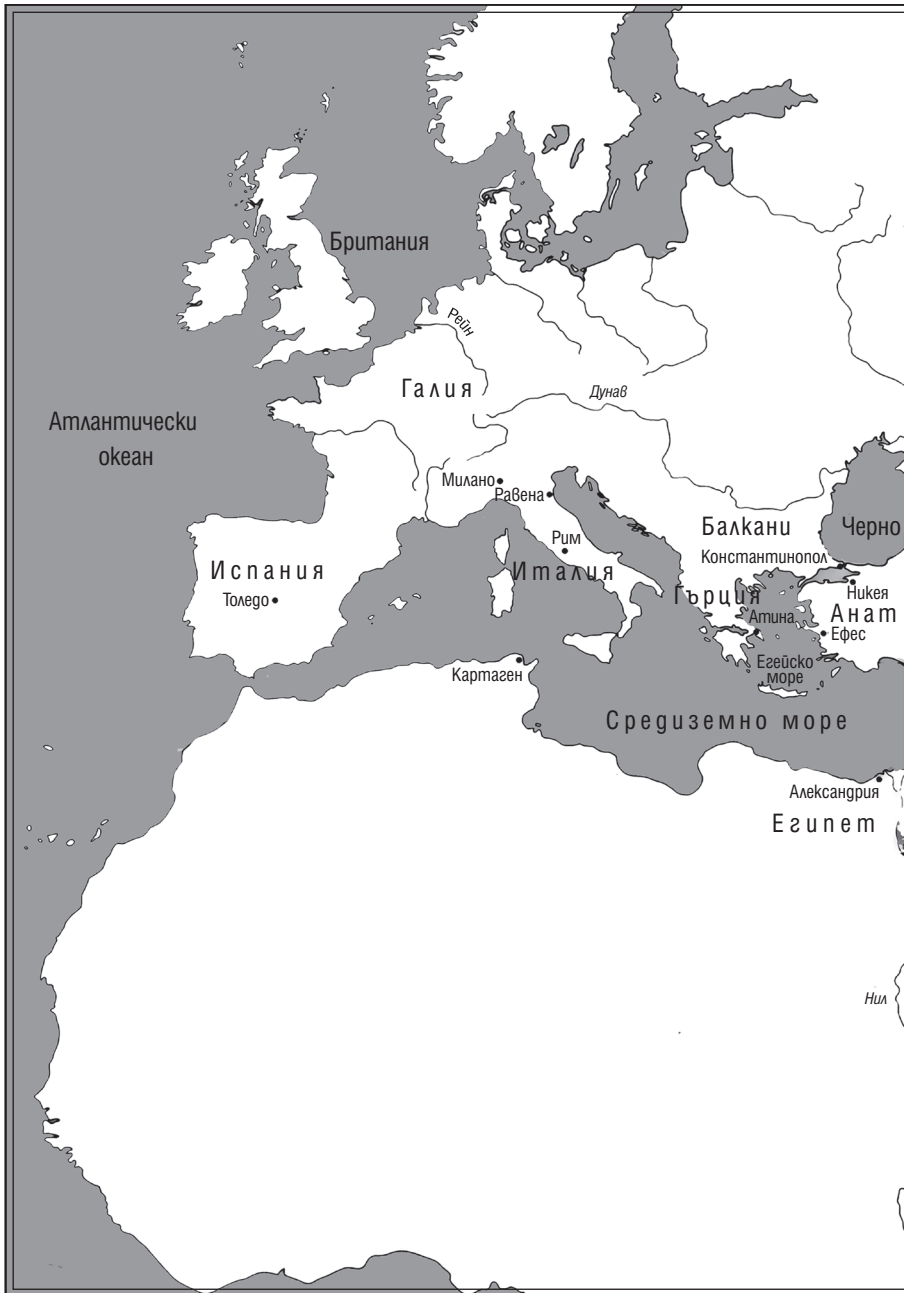 Британия
Рейн
Галия
Дунав
Атлантически
океан
Милано
Равена
Балкани
Черно
Рим
Константинопол
Испания
Италия
Толедо
Гърция
Никея
Анат
Атина
Ефес
Егейско
море
Картаген
Средиземно море
Александрия
Египет
Нил